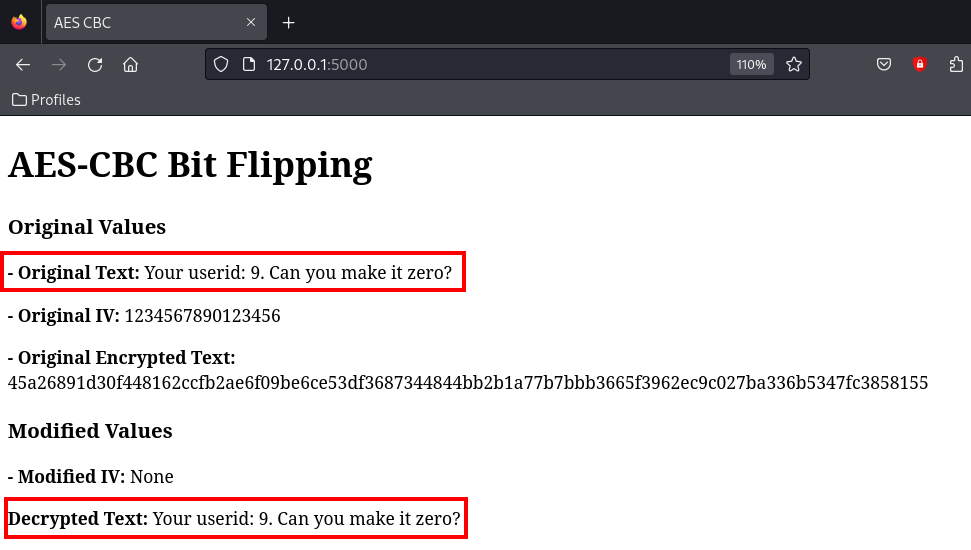 AES CBC
127.0.0.1:5000
110%
Profiles
AES-CBC Bit Flipping
Original Values
- Original Text: Your userid: 9. Can you make it zero?
- Original IV: 1234567890123456
- Original Encrypted Text:
45a26891d30f448162ccfb2ae6f09be6ce53df3687344844bb2b1a77b7bbb3665f3962ec9c027ba336b5347fc3858155
Modified Values
- Modified IV: None
Decrypted Text: Your userid: 9. Can you make it zero?